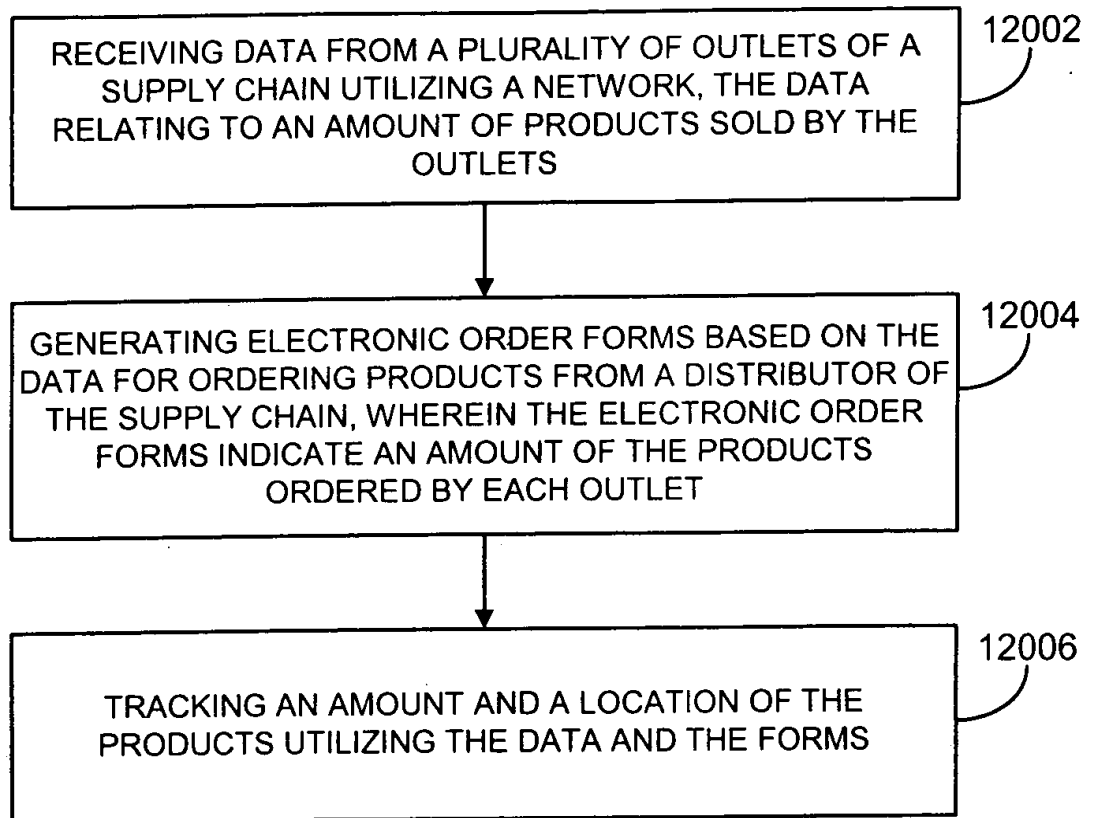 RECEIVING DATA FROM A PLURALITY OF OUTLETS OF A
SUPPLY CHAIN UTILIZING A NETWORK, THE DATA
RELATING TO AN AMOUNT OF PRODUCTS SOLD BY THE
OUTLETS
12002
GENERATING ELECTRONIC ORDER FORMS BASED ON THE
DATA FOR ORDERING PRODUCTS FROM A DISTRIBUTOR OF
THE SUPPLY CHAIN, WHEREIN THE ELECTRONIC ORDER
FORMS INDICATE AN AMOUNT OF THE PRODUCTS
ORDERED BY EACH OUTLET
12004
TRACKING AN AMOUNT AND A LOCATION OF THE
PRODUCTS UTILIZING THE DATA AND THE FORMS
12006